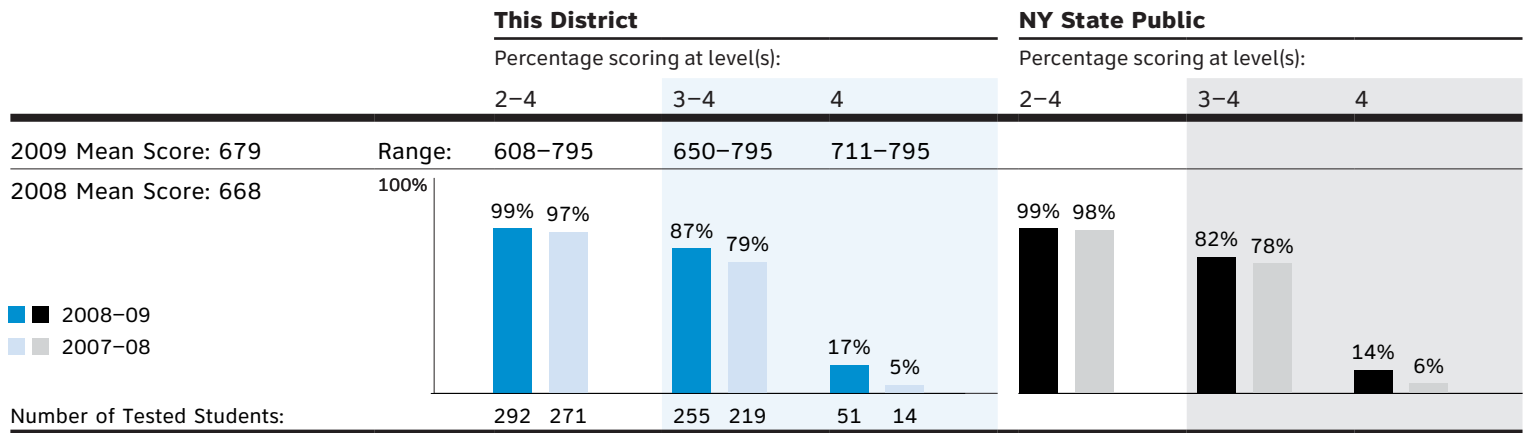 This District NY State Public
Percentage scoring at level(s): Percentage scoring at level(s):
2–4 3–4 4 2–4 3–4 4
2009 Mean Score: 679 Range: 608–795 650–795 711–795
2008 Mean Score: 668 100%
99% 97% 87% 79% 17% 5% 99% 98% 82% 78% 14% 6%
2008–09
2007–08
Number of Tested Students: 292 271 255 219 51 14